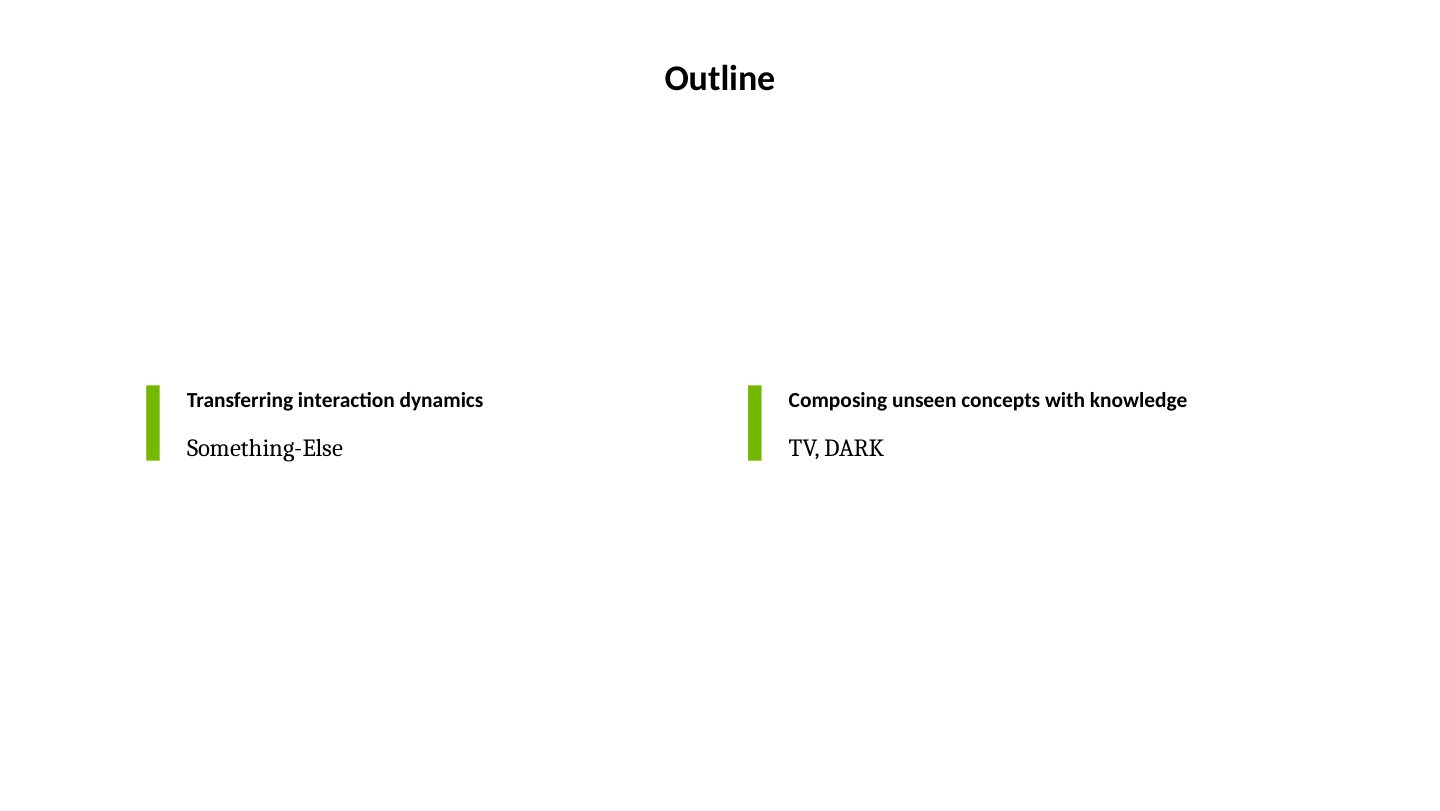 Outline
Transferring interaction dynamics
Something-Else
Composing unseen concepts with knowledge
TV, DARK